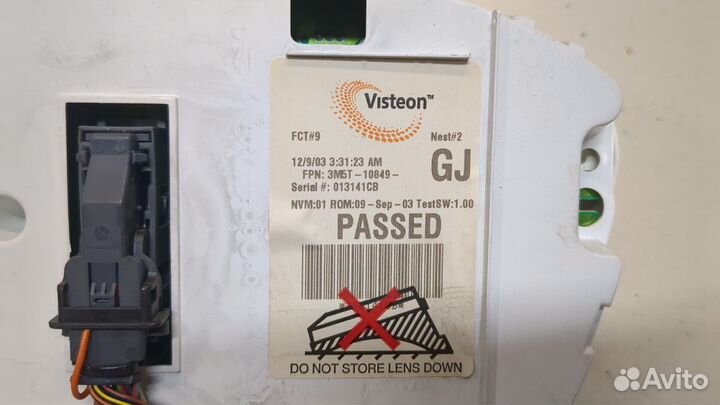 Visteon™
FCT#9 Nest#2
12/9/03 3:31:23 AM
FPN: 3M5T-10849- GJ
Serial #: 013141CB
NVM:01 ROM:09-Sep-03 TestSW:1.00
PASSED
DO NOT STORE LENS DOWN
Avito